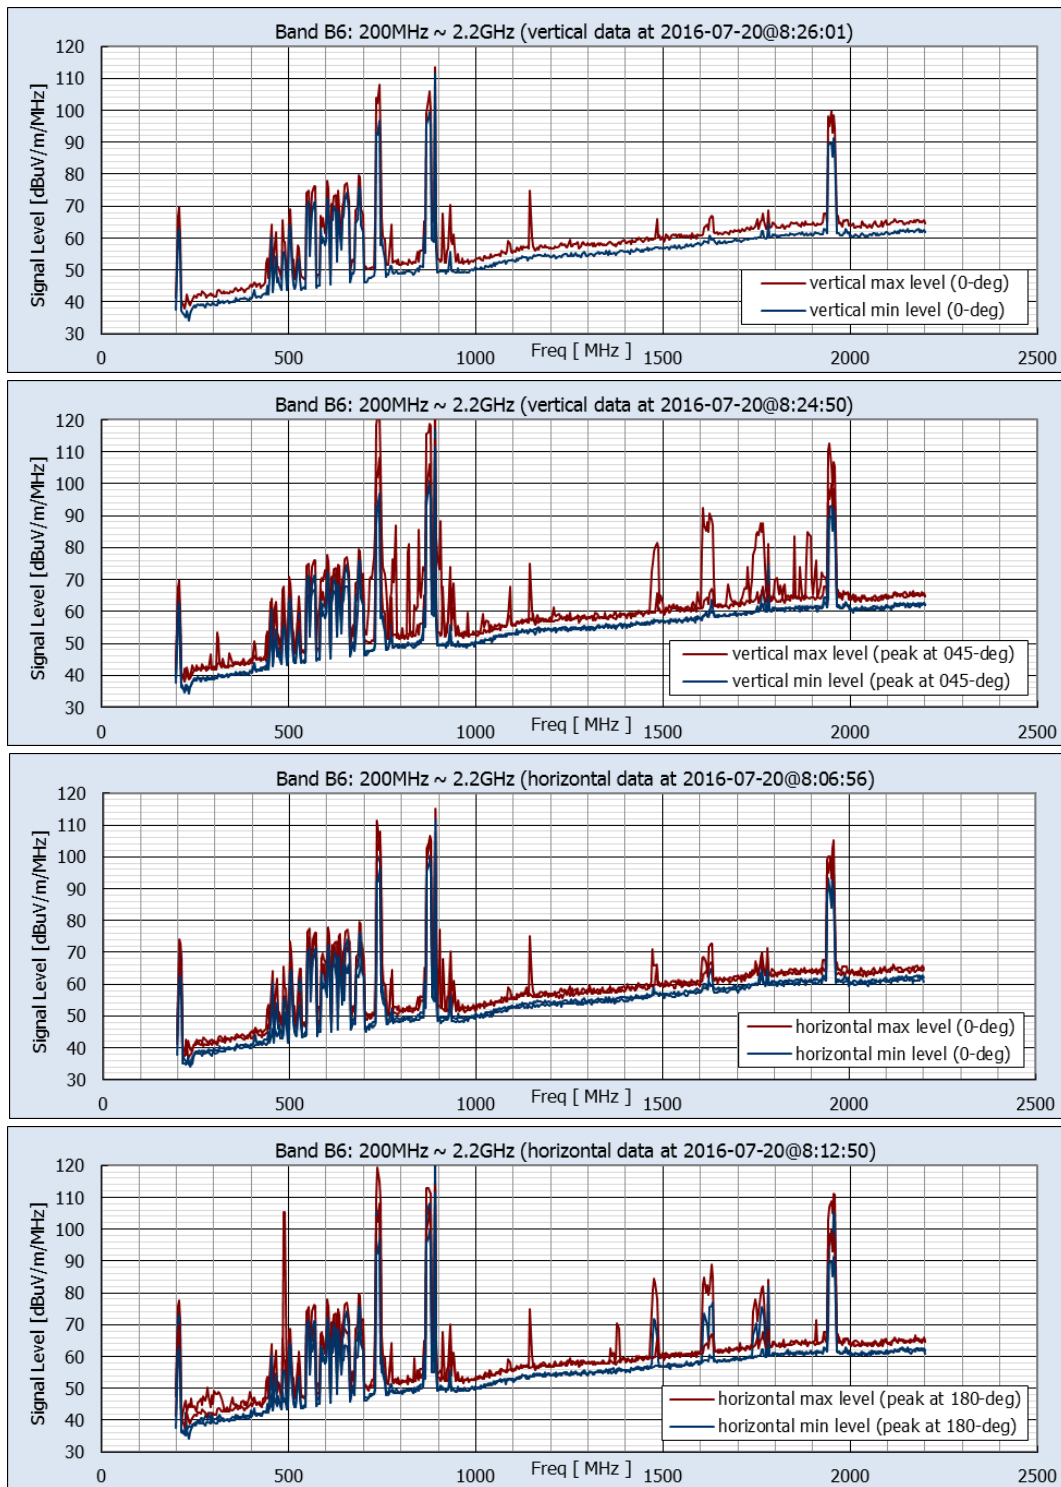 Band B6: 200MHz ~ 2.2GHz (vertical data at 2016-07-20@8:26:01)
Signal Level [dBuV/m/MHz]
120
110
100
90
80
70
60
50
40
30
vertical max level (0-deg)
vertical min level (0-deg)
0 500 1000 1500 2000 2500
Freq [ MHz ]
Band B6: 200MHz ~ 2.2GHz (vertical data at 2016-07-20@8:24:50)
Signal Level [dBuV/m/MHz]
120
110
100
90
80
70
60
50
40
30
vertical max level (peak at 045-deg)
vertical min level (peak at 045-deg)
0 500 1000 1500 2000 2500
Freq [ MHz ]
Band B6: 200MHz ~ 2.2GHz (horizontal data at 2016-07-20@8:06:56)
Signal Level [dBuV/m/MHz]
120
110
100
90
80
70
60
50
40
30
horizontal max level (0-deg)
horizontal min level (0-deg)
0 500 1000 1500 2000 2500
Freq [ MHz ]
Band B6: 200MHz ~ 2.2GHz (horizontal data at 2016-07-20@8:12:50)
Signal Level [dBuV/m/MHz]
120
110
100
90
80
70
60
50
40
30
horizontal max level (peak at 180-deg)
horizontal min level (peak at 180-deg)
0 500 1000 1500 2000 2500
Freq [ MHz ]